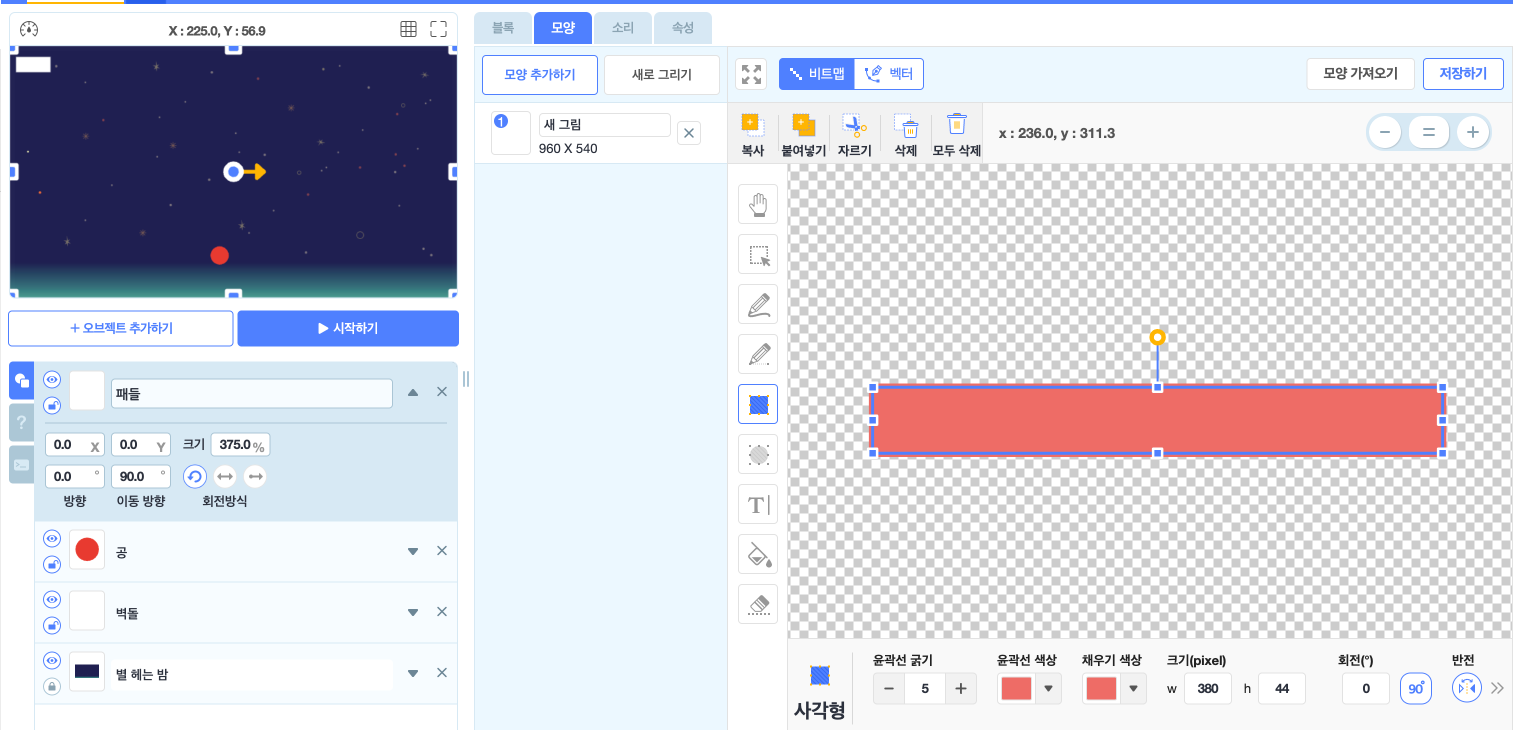 X : 225.0, Y : 56.9
블록
모양
소리
속성
모양 추가하기
새로 그리기
비트맵
벡터
모양 가져오기
저장하기
1
새 그림
960 X 540
복사
붙여넣기
자르기
삭제
모두 삭제
x : 236.0, y : 311.3
+ 오브젝트 추가하기
시작하기
패들
0.0 X
0.0 Y
크기
375.0 %
0.0 °
90.0 °
방향
이동 방향
회전방식
?
공
벽돌
별 헤는 밤
T
사각형
윤곽선 굵기
5
윤곽선 색상
채우기 색상
크기(pixel)
w 380 h 44
회전(°)
0
90°
반전